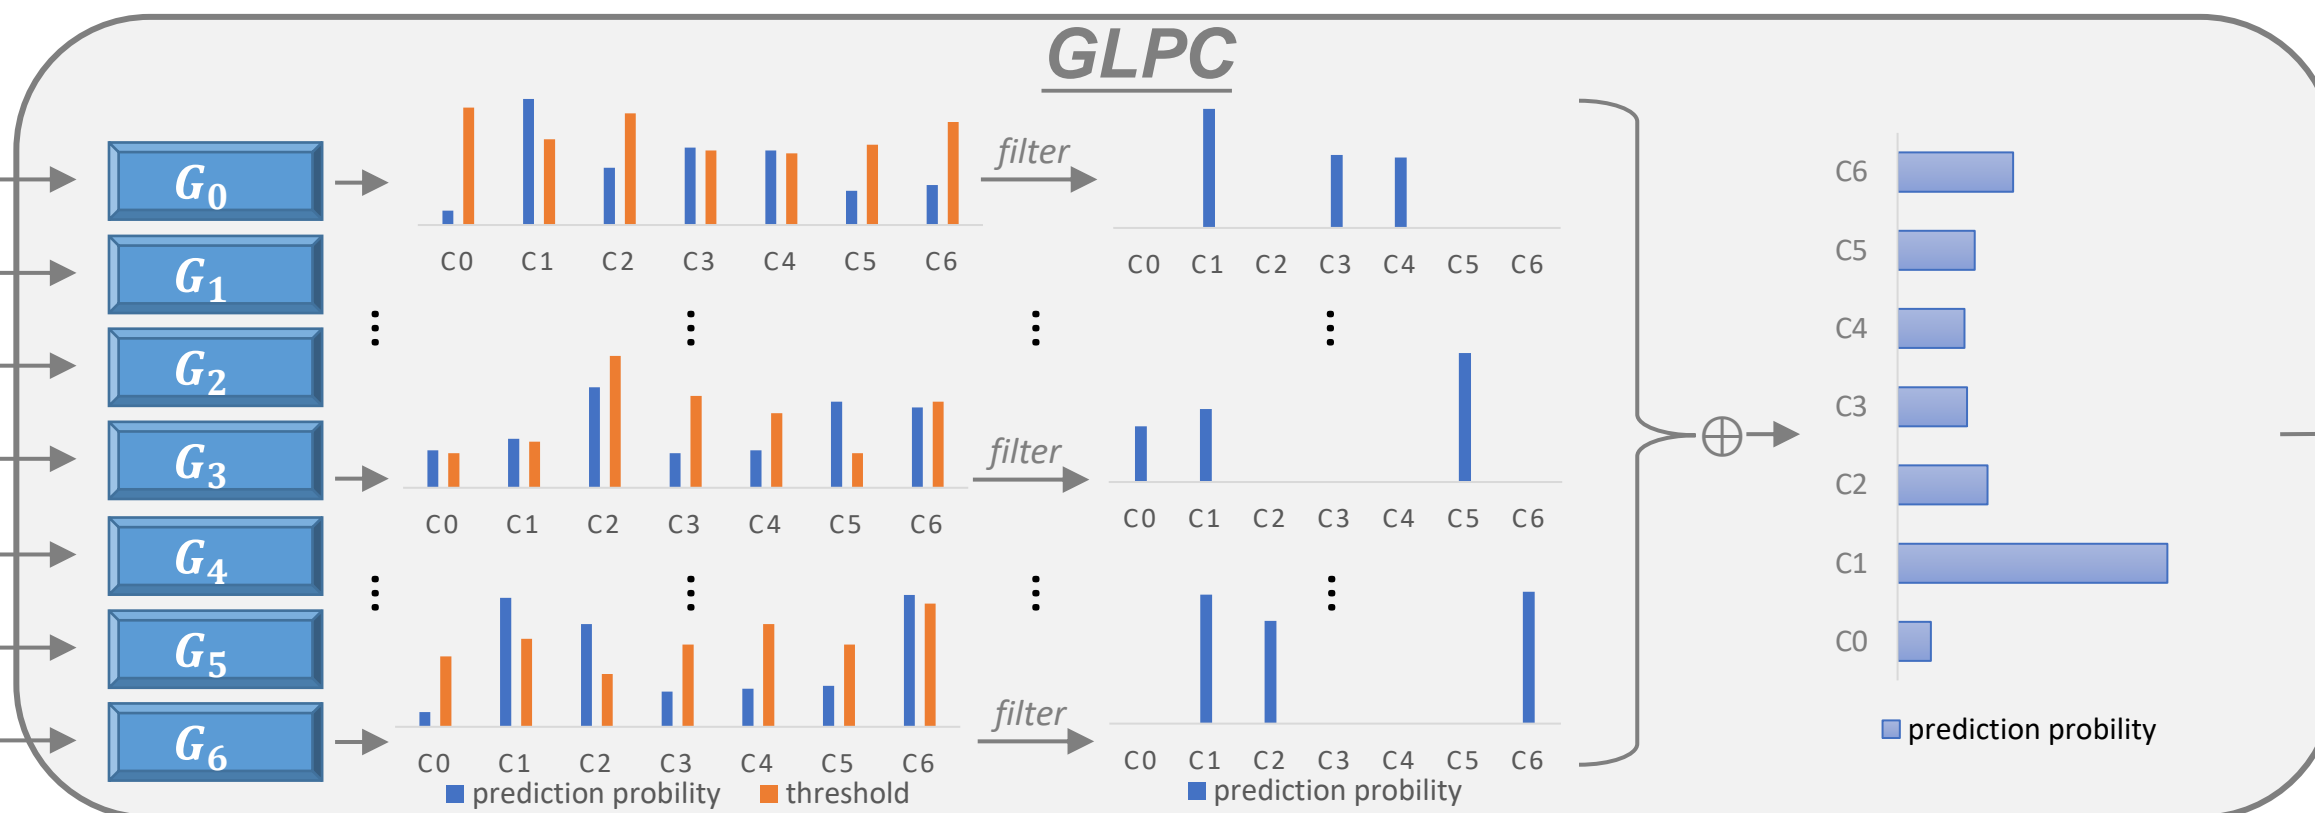 GLPC
G0
G1
G2
G3
G4
G5
G6
C0 C1 C2 C3 C4 C5 C6
filter
C0 C1 C2 C3 C4 C5 C6
C0 C1 C2 C3 C4 C5 C6
filter
C0 C1 C2 C3 C4 C5 C6
C0 C1 C2 C3 C4 C5 C6
prediction probility threshold
filter
C0 C1 C2 C3 C4 C5 C6
prediction probility
C6
C5
C4
C3
C2
C1
C0
prediction probility